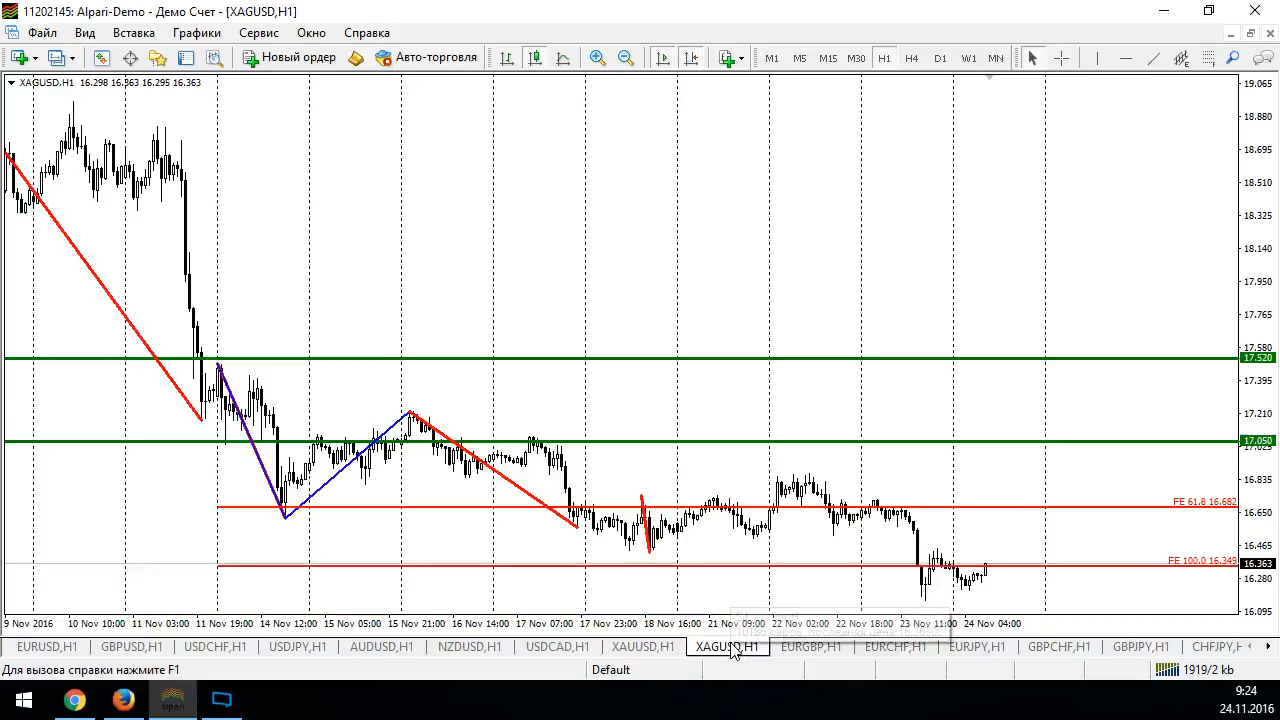 11202145: Alpari-Demo - Демо Счет - [XAGUSD,H1]
Файл Вид Вставка Графики Сервис Окно Справка
Новый ордер Авто-торговля M1 M5 M15 M30 H1 H4 D1 W1 MN
XAGUSD,H1 16.298 16.363 16.295 16.363
19.065
18.880
18.695
18.510
18.325
18.140
17.950
17.765
17.580
17.520
17.395
17.210
17.050
16.835
FE 61.8 16.682
16.650
16.465
FE 100.0 16.349
16.363
16.280
16.095
9 Nov 2016 10 Nov 10:00 11 Nov 03:00 11 Nov 19:00 14 Nov 12:00 15 Nov 05:00 15 Nov 21:00 16 Nov 14:00 17 Nov 07:00 17 Nov 23:00 18 Nov 16:00 21 Nov 09:00 22 Nov 02:00 22 Nov 18:00 23 Nov 11:00 24 Nov 04:00
EURUSD GBPUSD,H1 USDCHF,H1 USDJPY,H1 AUDUSD,H1 NZDUSD,H1 USDCAD,H1 XAUUSD,H1 XAGUSD,H1 EURGBP,H1 EURCHF,H1 EURJPY,H1 GBPCHF,H1 GBPJPY,H1 CHFJPY,H
Для вызова справки нажмите F1 Default 1919/2 kb
alpari
9:24
24.11.2016